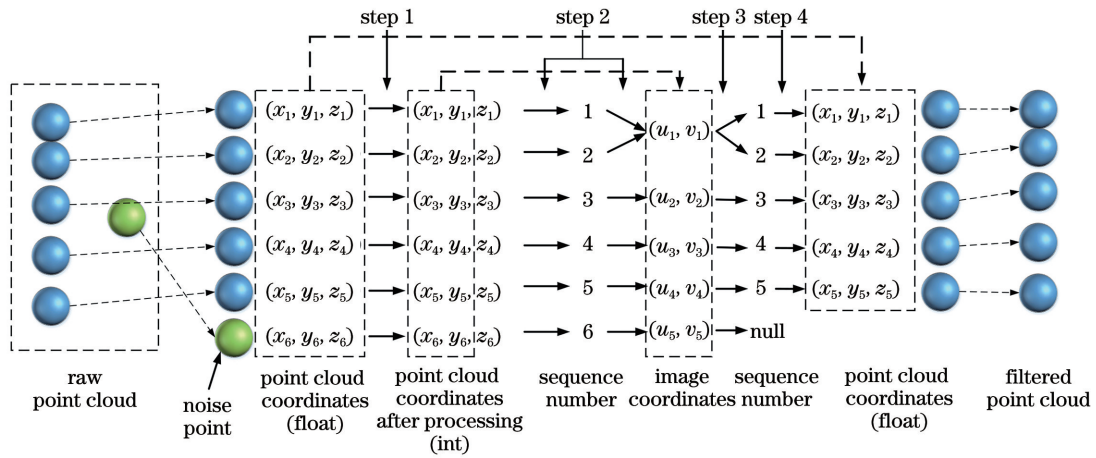 step 1 step 2 step 3 step 4
(x₁, y₁, z₁) (x₁, y₁, z₁) 1 (u₁, v₁) 1 (x₁, y₁, z₁)
(x₂, y₂, z₂) (x₂, y₂, z₂) 2 2 (x₂, y₂, z₂)
(x₃, y₃, z₃) (x₃, y₃, z₃) 3 (u₂, v₂) 3 (x₃, y₃, z₃)
(x₄, y₄, z₄) (x₄, y₄, z₄) 4 (u₃, v₃) 4 (x₄, y₄, z₄)
(x₅, y₅, z₅) (x₅, y₅, z₅) 5 (u₄, v₄) 5 (x₅, y₅, z₅)
(x₆, y₆, z₆) (x₆, y₆, z₆) 6 (u₅, v₅) null
raw
point cloud
noise
point
point cloud
coordinates
(float)
point cloud
coordinates
after processing
(int)
sequence
number
image
coordinates
sequence
number
point cloud
coordinates
(float)
filtered
point cloud